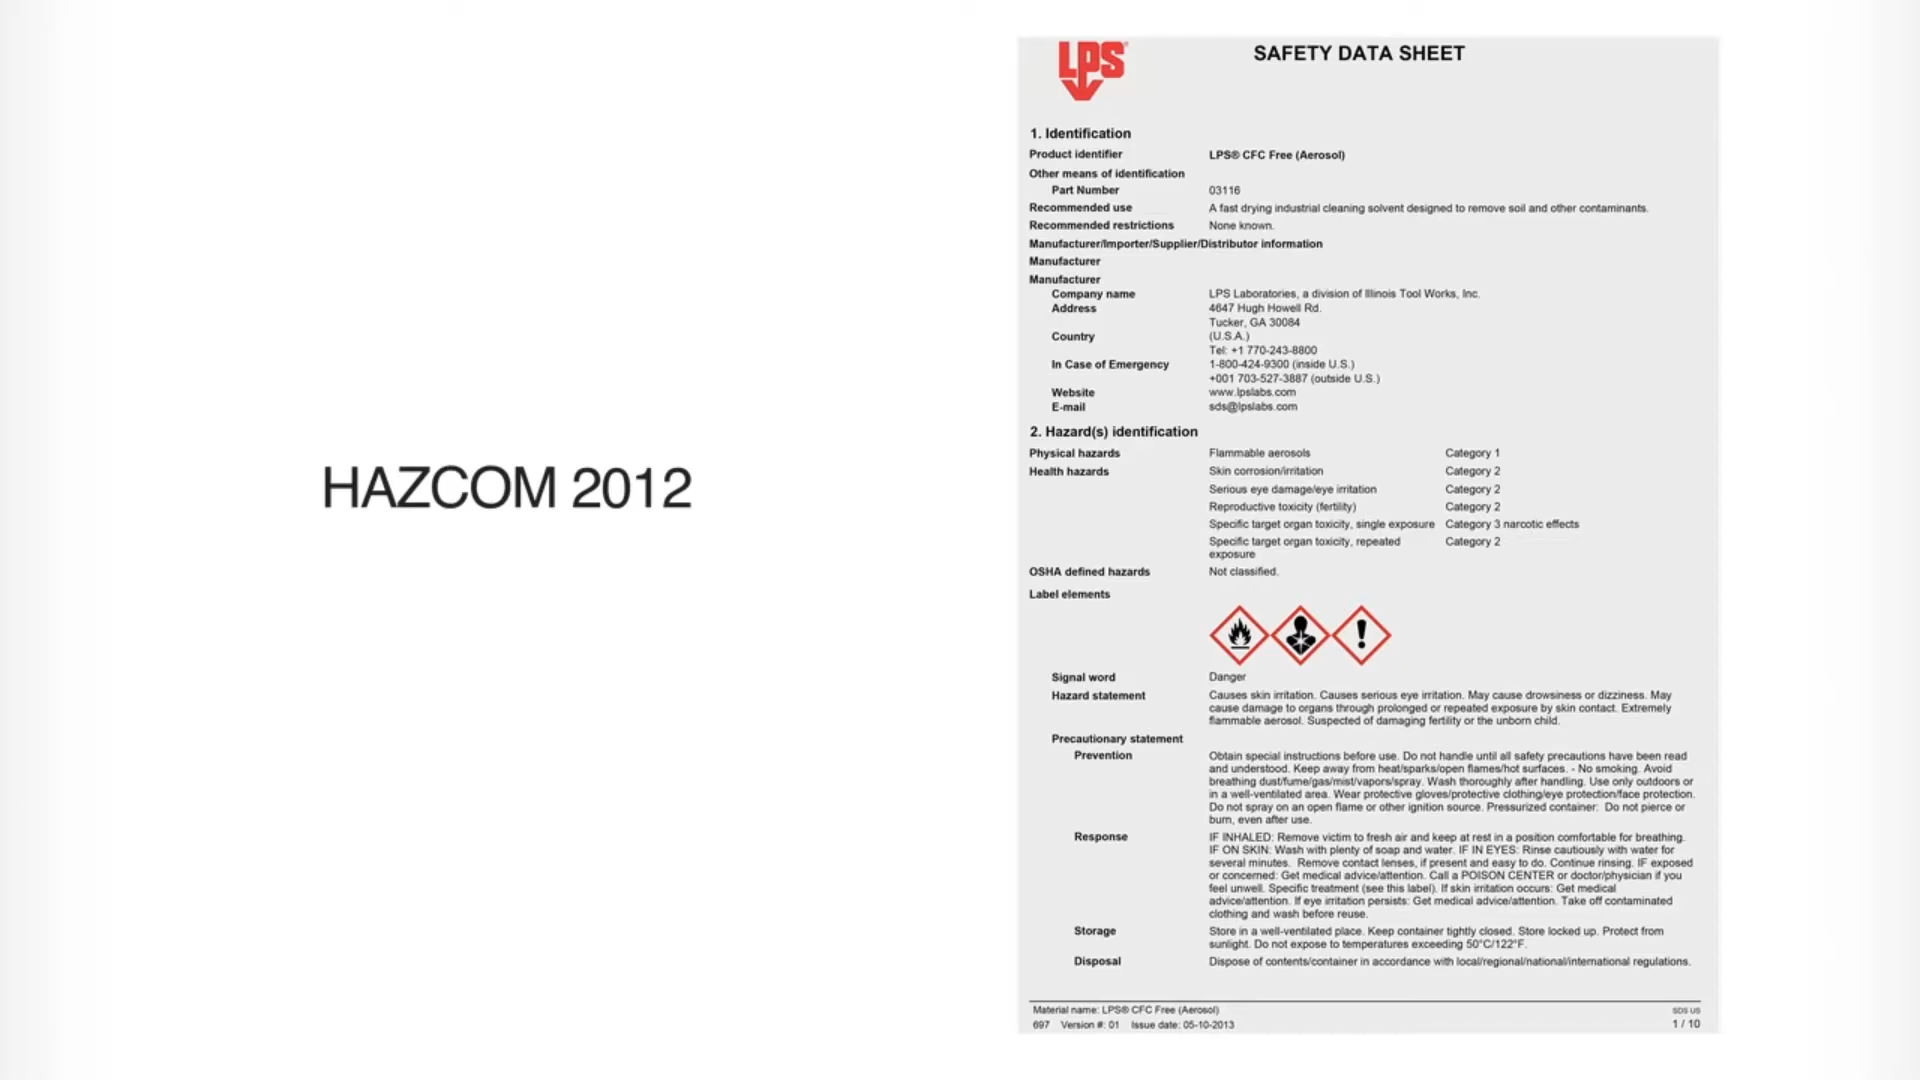 HAZCOM 2012
LPS®
SAFETY DATA SHEET
1. Identification
Product identifier LPS® CFC Free (Aerosol)
Other means of identification
Part Number 03116
Recommended use A fast drying industrial cleaning solvent designed to remove soil and other contaminants.
Recommended restrictions None known.
Manufacturer/Importer/Supplier/Distributor information
Manufacturer
Manufacturer
Company name LPS Laboratories, a division of Illinois Tool Works, Inc.
Address 4647 Hugh Howell Rd.
Tucker, GA 30084
Country (U.S.A.)
Tel: +1 770-243-8800
In Case of Emergency 1-800-424-9300 (inside U.S.)
+001 703-527-3887 (outside U.S.)
Website www.lpslabs.com
E-mail sds@lpslabs.com
2. Hazard(s) identification
Physical hazards Flammable aerosols Category 1
Health hazards Skin corrosion/irritation Category 2
Serious eye damage/eye irritation Category 2
Reproductive toxicity (fertility) Category 2
Specific target organ toxicity, single exposure Category 3 narcotic effects
Specific target organ toxicity, repeated Category 2
exposure
OSHA defined hazards Not classified.
Label elements
Signal word Danger
Hazard statement Causes skin irritation. Causes serious eye irritation. May cause drowsiness or dizziness. May
cause damage to organs through prolonged or repeated exposure by skin contact. Extremely
flammable aerosol. Suspected of damaging fertility or the unborn child.
Precautionary statement
Prevention Obtain special instructions before use. Do not handle until all safety precautions have been read
and understood. Keep away from heat/sparks/open flames/hot surfaces. - No smoking. Avoid
breathing dust/fume/gas/mist/vapors/spray. Wash thoroughly after handling. Use only outdoors or
in a well-ventilated area. Wear protective gloves/protective clothing/eye protection/face protection.
Do not spray on an open flame or other ignition source. Pressurized container: Do not pierce or
burn, even after use.
Response IF INHALED: Remove victim to fresh air and keep at rest in a position comfortable for breathing.
IF ON SKIN: Wash with plenty of soap and water. IF IN EYES: Rinse cautiously with water for
several minutes. Remove contact lenses, if present and easy to do. Continue rinsing. IF exposed
or concerned: Get medical advice/attention. Call a POISON CENTER or doctor/physician if you
feel unwell. Specific treatment (see this label). If skin irritation occurs: Get medical
advice/attention. If eye irritation persists: Get medical advice/attention. Take off contaminated
clothing and wash before reuse.
Storage Store in a well-ventilated place. Keep container tightly closed. Store locked up. Protect from
sunlight. Do not expose to temperatures exceeding 50°C/122°F.
Disposal Dispose of contents/container in accordance with local/regional/national/international regulations.
Material name: LPS® CFC Free (Aerosol) SDS US
697 Version #: 01 Issue date: 05-10-2013 1 / 10